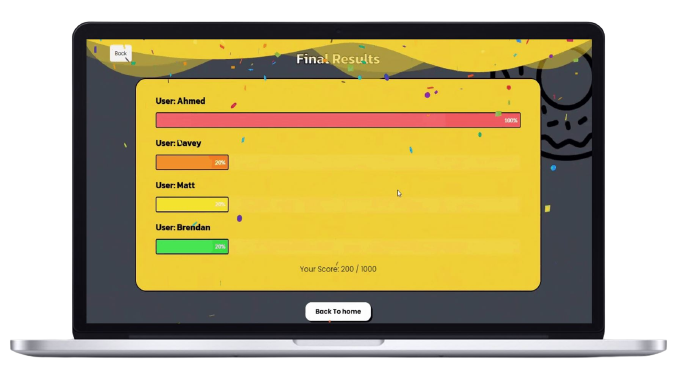 Back
Final Results
User: Ahmed
100%
User: Davey
20%
User: Matt
User: Brendan
20%
Your Score: 200 / 1000
Back To home